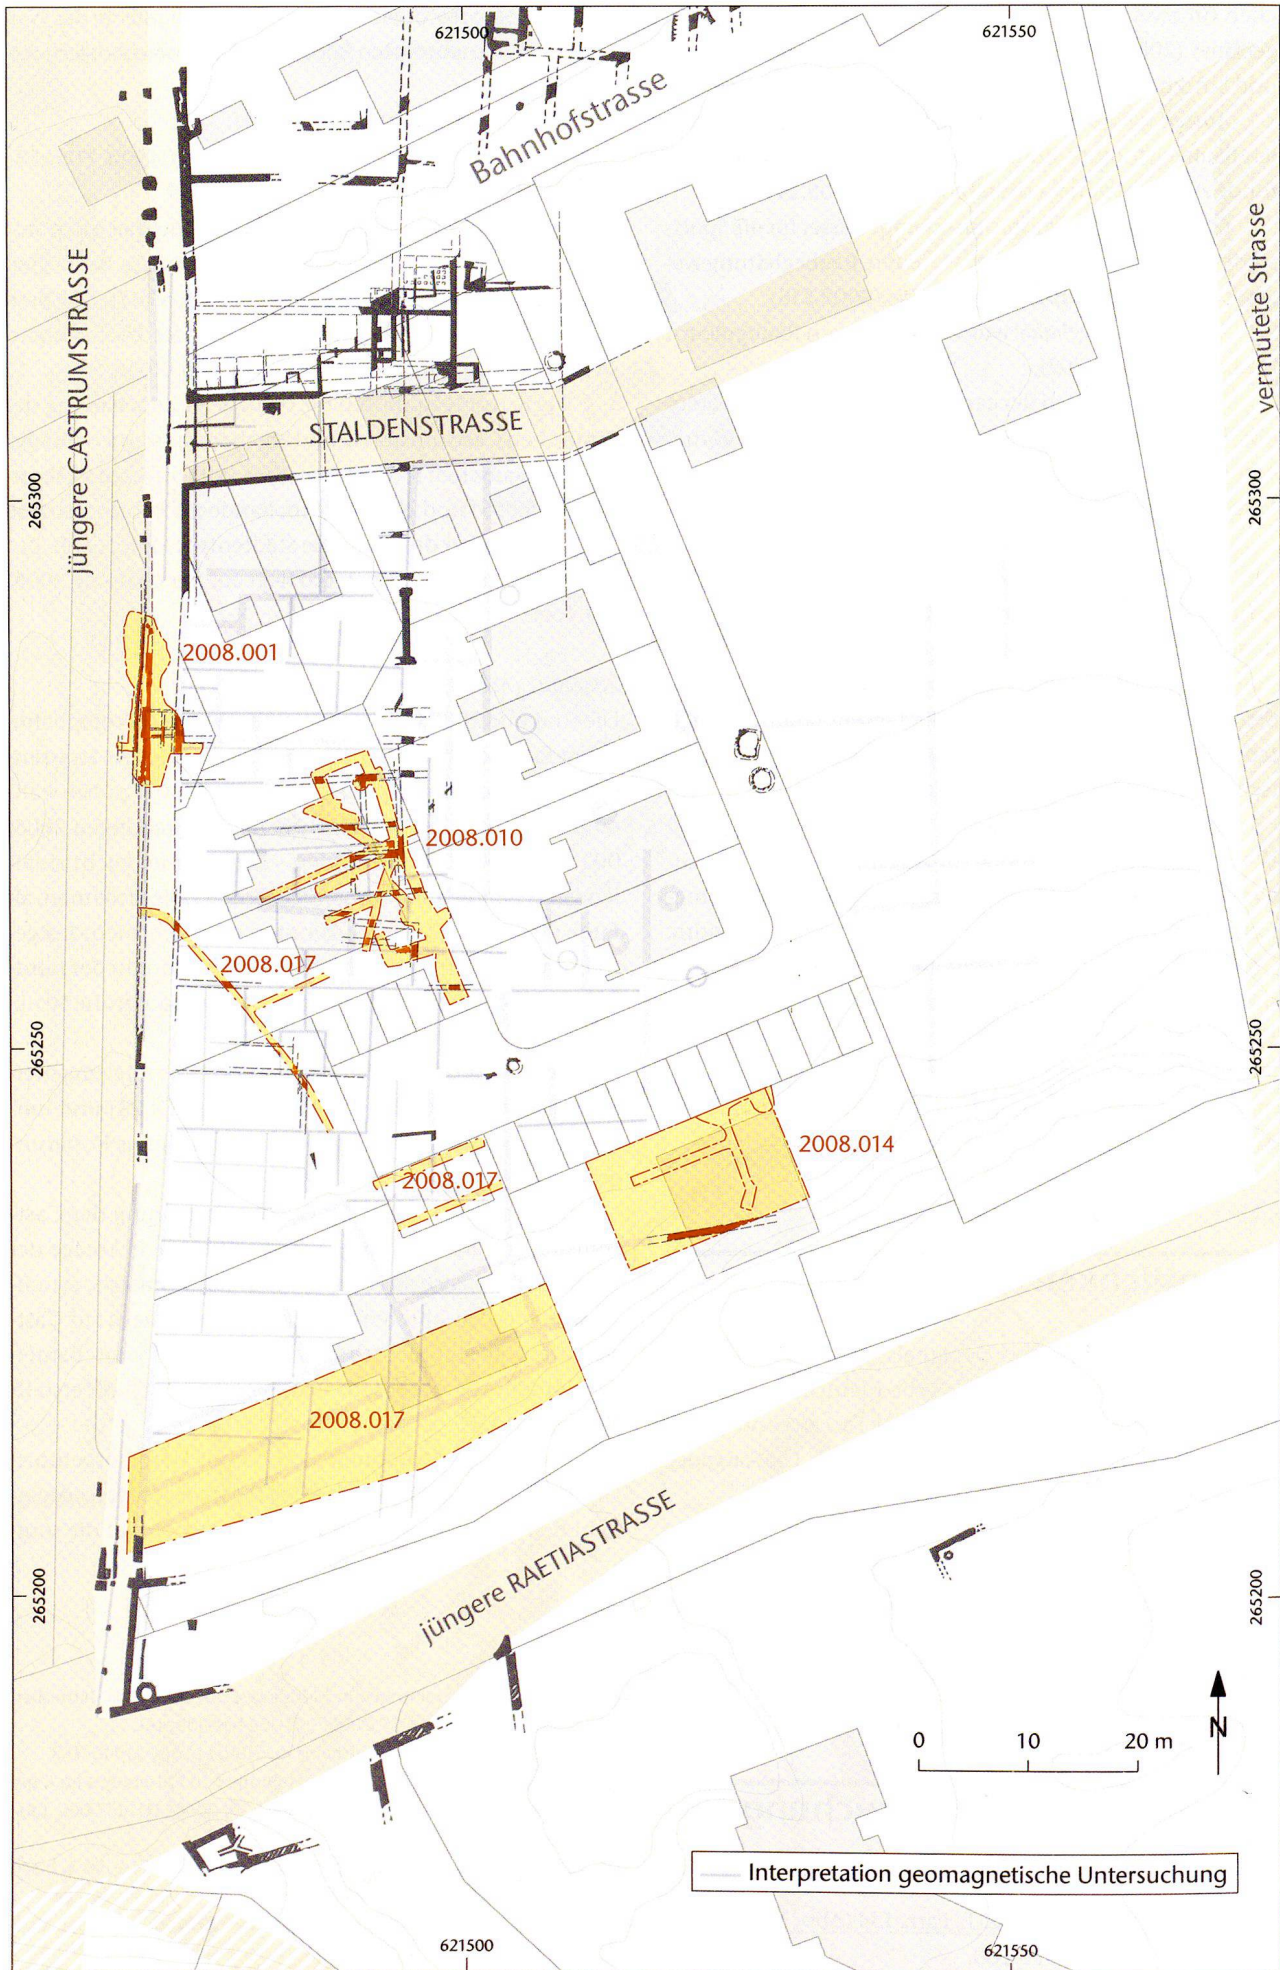 621500
621550
Bahnhofstrasse
jüngere CASTRUMSTRASSE
vermutete Strasse
STALDENSTRASSE
265300
265300
2008.001
2008.010
2008.017
265250
265250
2008.014
2008.017
2008.017
jüngere RAETIASTRASSE
265200
265200
0 10 20 m
N
Interpretation geomagnetische Untersuchung
621500
621550